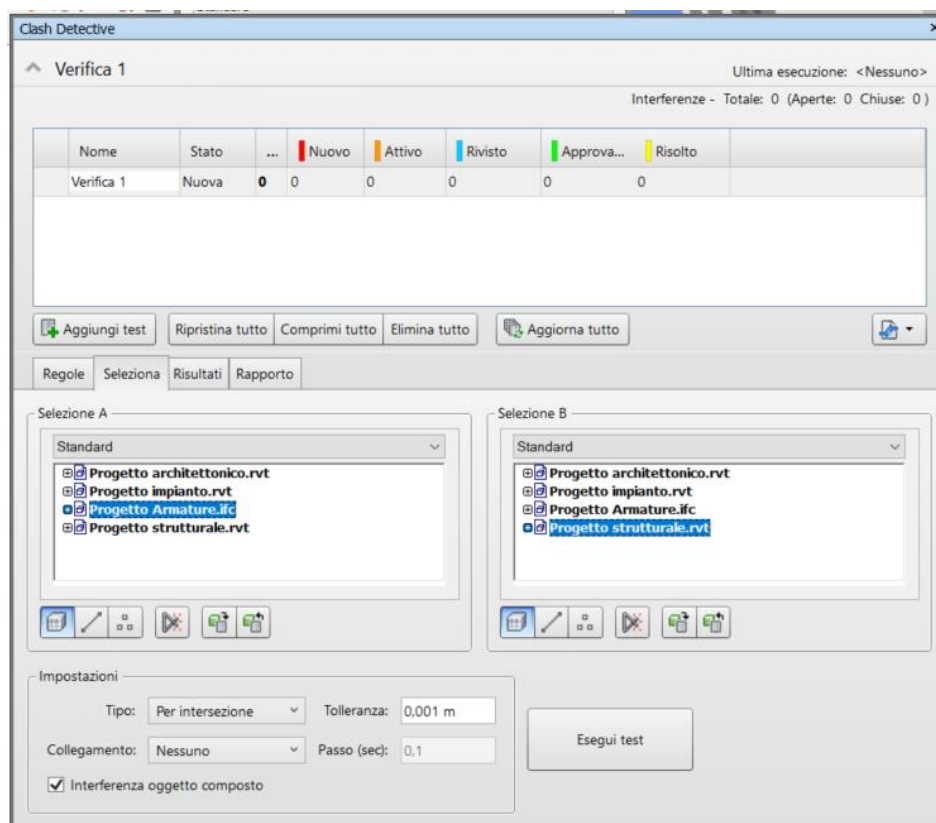 Clash Detective
Verifica 1
Ultima esecuzione: <Nessuno>
Interferenze - Totale: 0 (Aperte: 0 Chiuse: 0 )
Nome Stato ... Nuovo Attivo Rivisto Approva... Risolto
Verifica 1 Nuova 0 0 0 0 0 0
Aggiungi test Ripristina tutto Comprimi tutto Elimina tutto Aggiorna tutto
Regole Seleziona Risultati Rapporto
Selezione A Selezione B
Standard Standard
Progetto architettonico.rvt Progetto architettonico.rvt
Progetto impianto.rvt Progetto impianto.rvt
Progetto Armature.ifc Progetto Armature.ifc
Progetto strutturale.rvt Progetto strutturale.rvt
Impostazioni
Tipo: Per intersezione Tolleranza: 0,001 m
Esegui test
Collegamento: Nessuno Passo (sec): 0,1
Interferenza oggetto composto